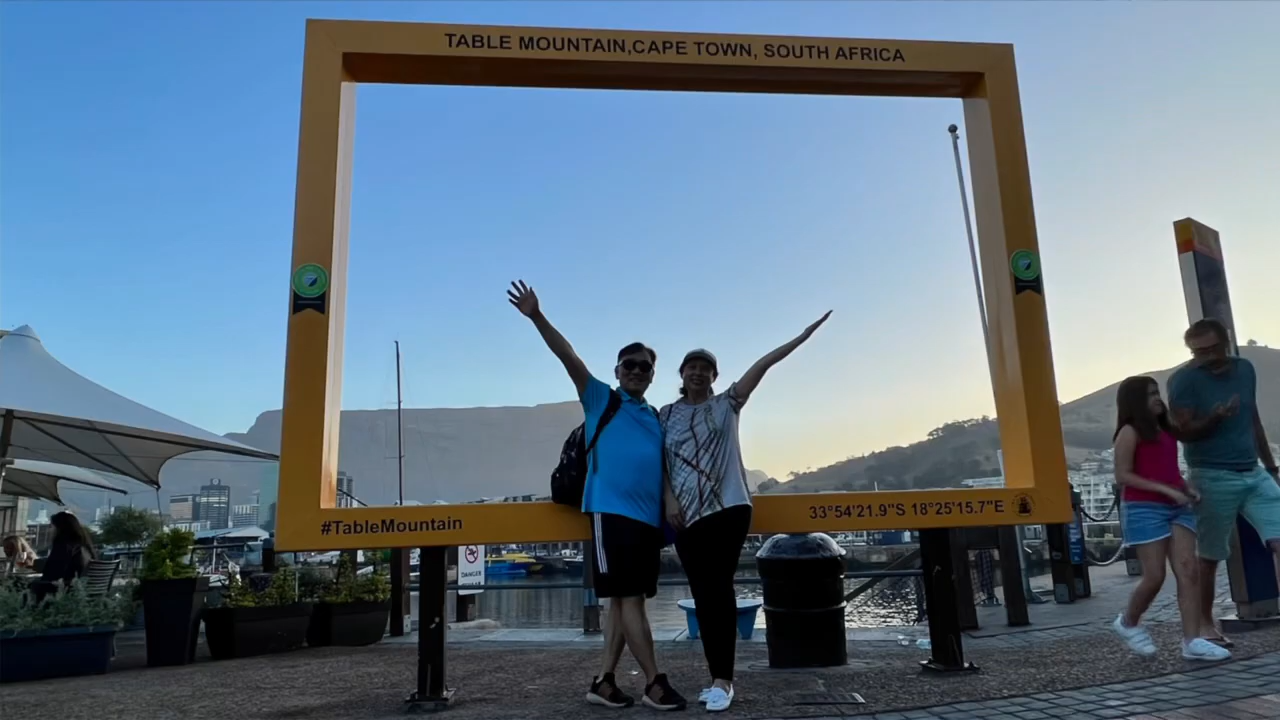 TABLE MOUNTAIN,CAPE TOWN, SOUTH AFRICA
#TableMountain
33°54'21.9"S 18°25'15.7"E
DANGER